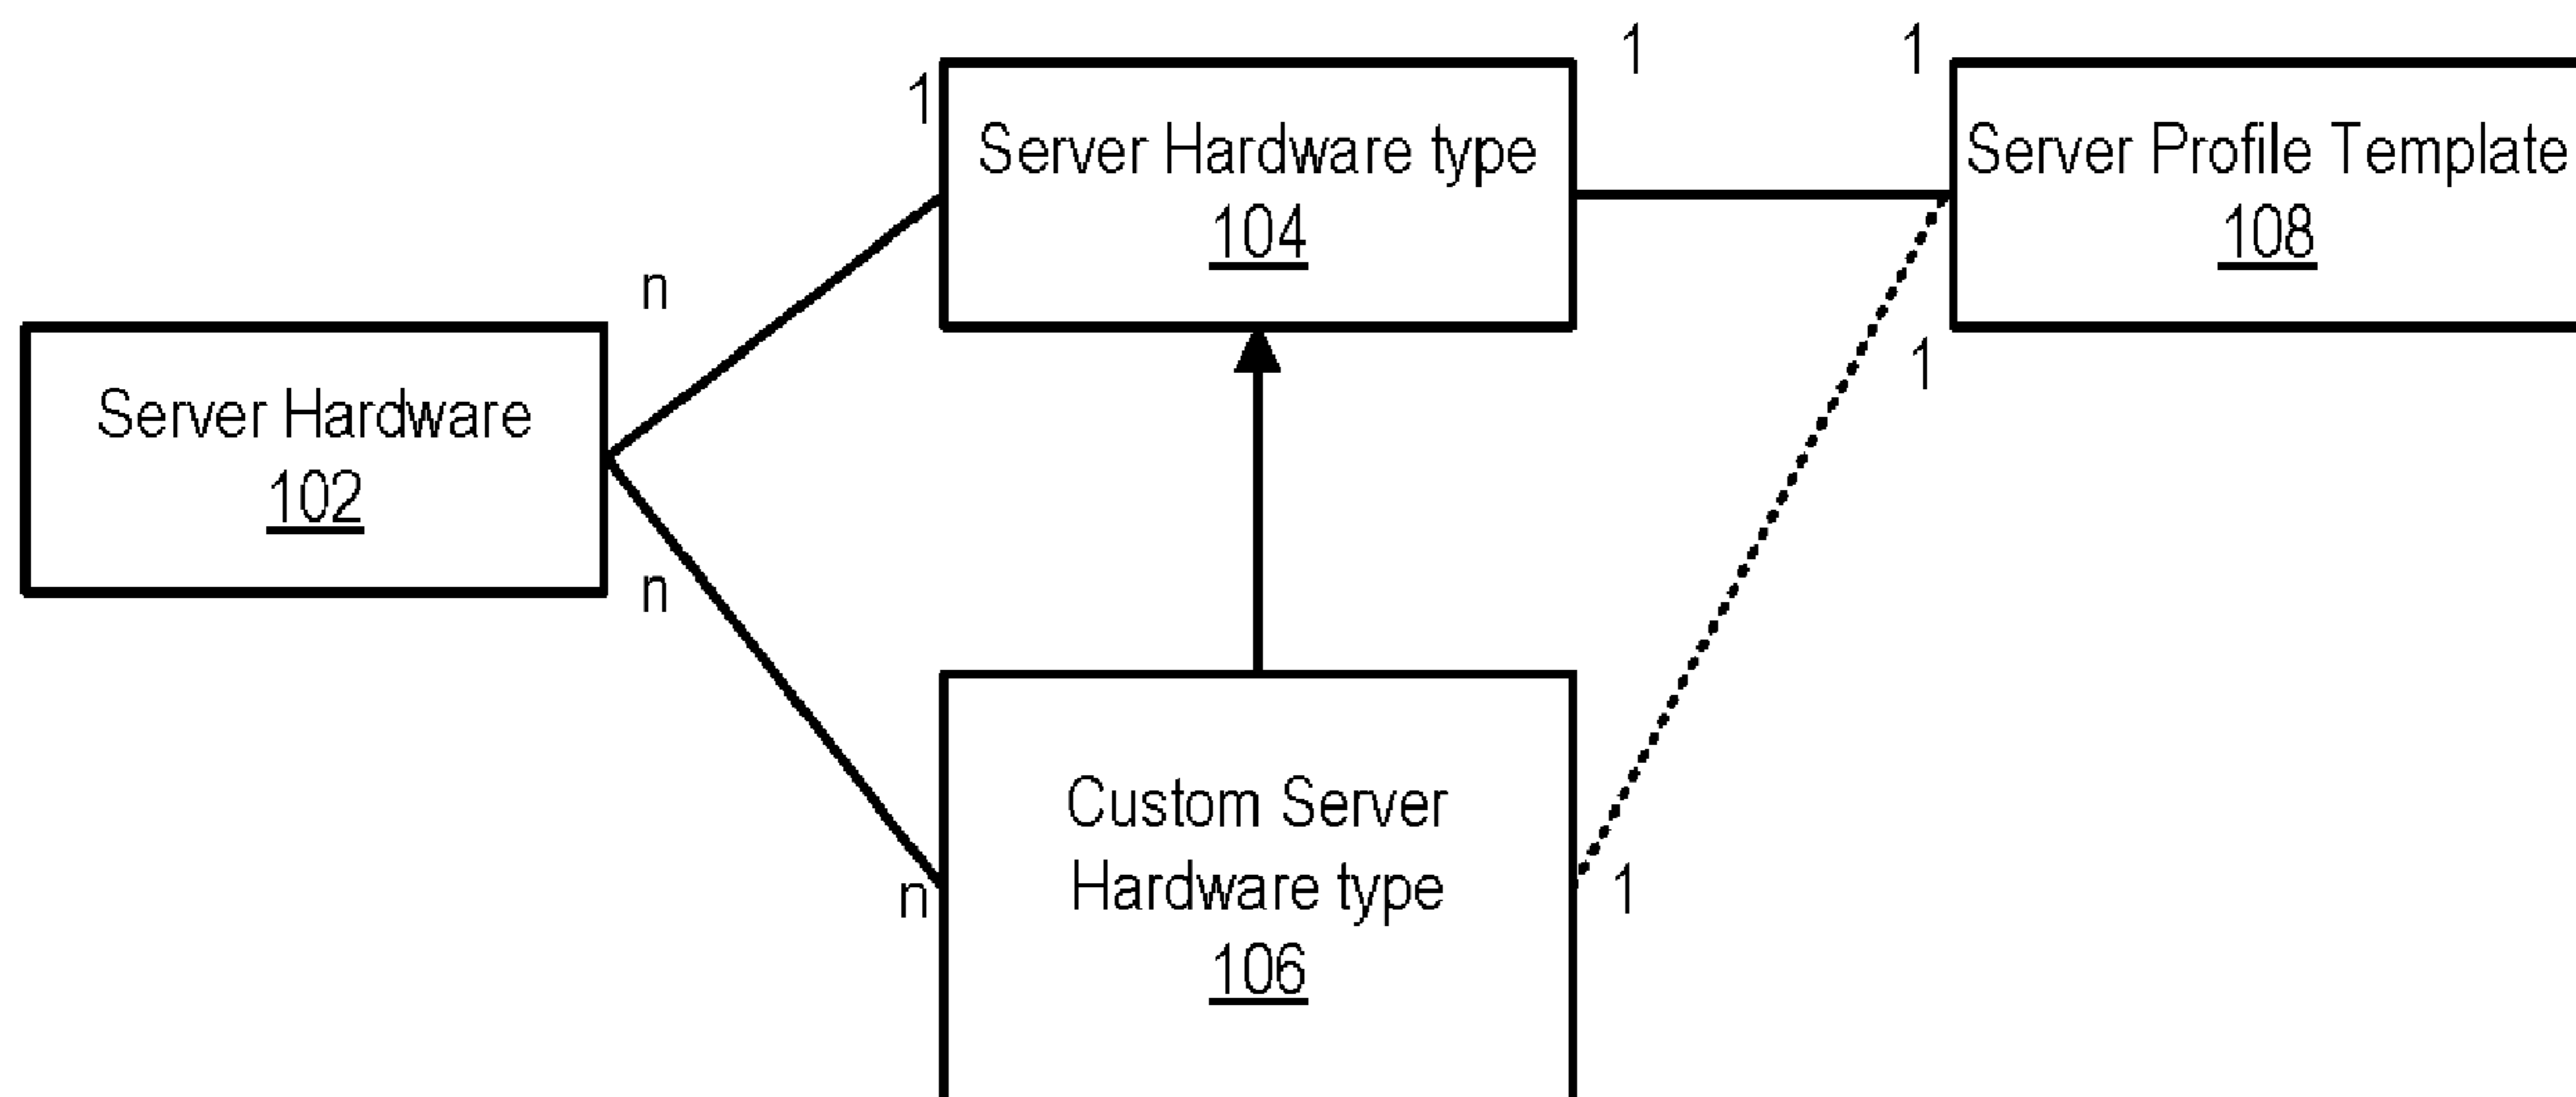 1
1
1
Server Hardware type
104
Server Profile Template
108
n
1
Server Hardware
102
n
Custom Server
Hardware type
106
n
1